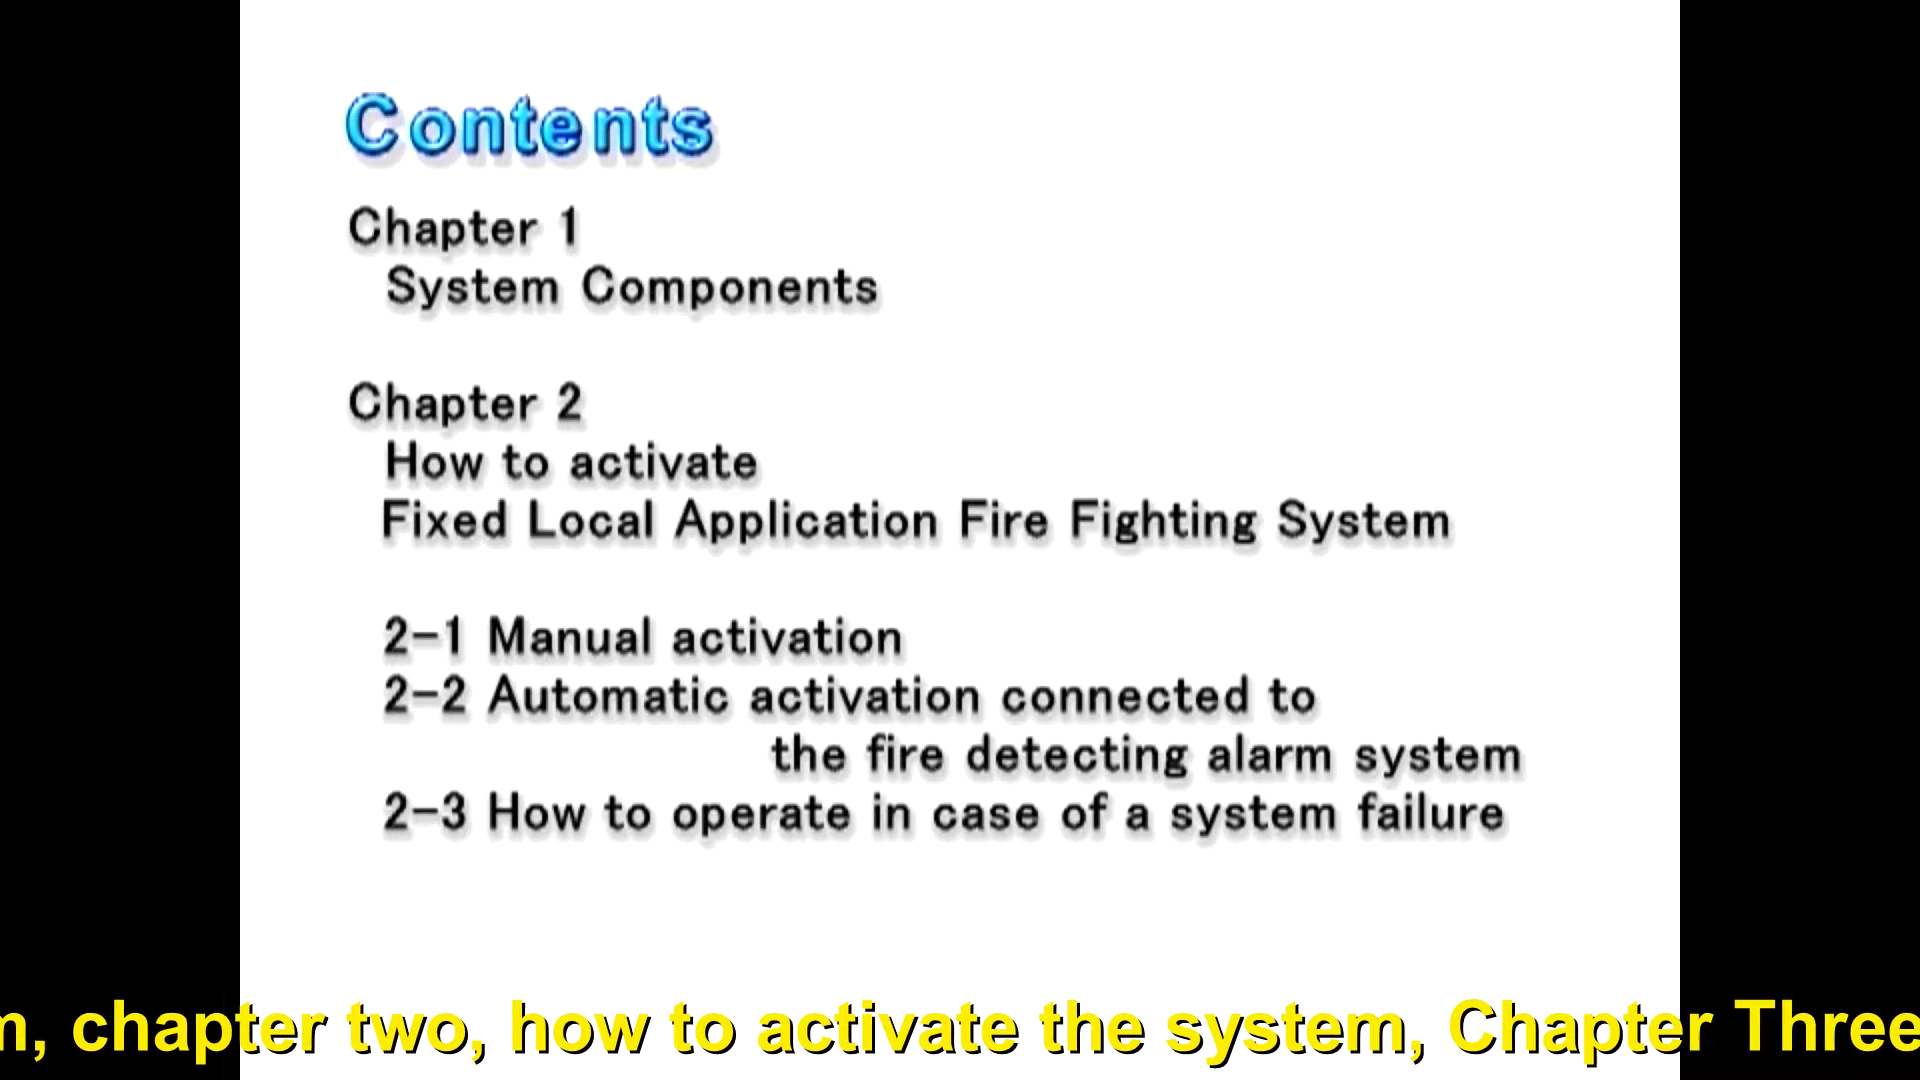 Contents
Chapter 1
System Components
Chapter 2
How to activate
Fixed Local Application Fire Fighting System
2-1 Manual activation
2-2 Automatic activation connected to
the fire detecting alarm system
2-3 How to operate in case of a system failure
m, chapter two, how to activate the system, Chapter Three